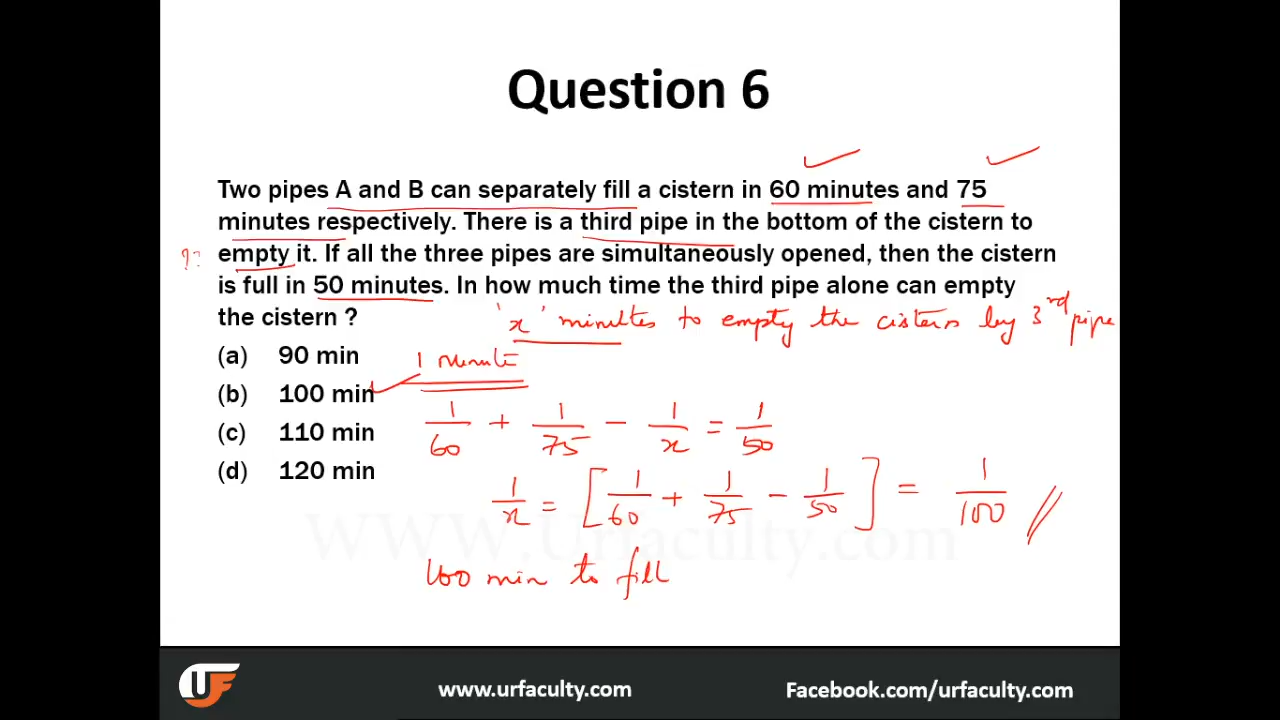 Question 6
Two pipes A and B can separately fill a cistern in 60 minutes and 75
minutes respectively. There is a third pipe in the bottom of the cistern to
?? empty it. If all the three pipes are simultaneously opened, then the cistern
is full in 50 minutes. In how much time the third pipe alone can empty
the cistern ?
'x' minutes to empty the cisterns by 3rd pipe
(a) 90 min
1 minute
(b) 100 min
(c) 110 min
1/60 + 1/75 - 1/x = 1/50
(d) 120 min
1/x = [1/60 + 1/75 - 1/50] = 1/100 //
WWW.Urfaculty.com
100 min to fill
UF
www.urfaculty.com
Facebook.com/urfaculty.com